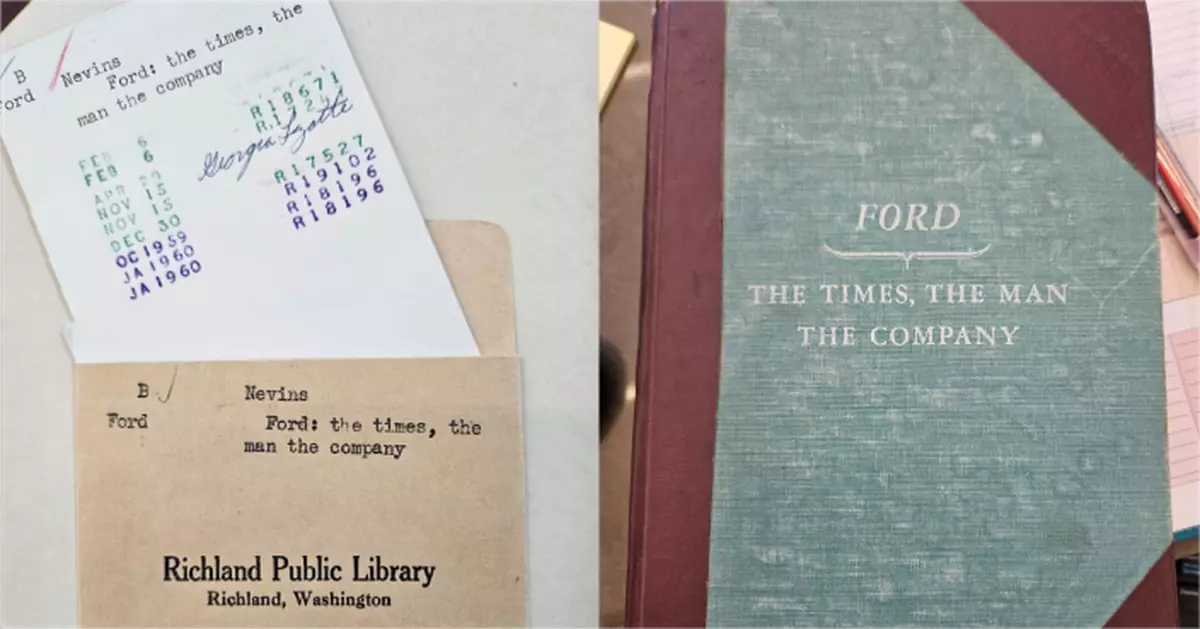 B Nevins
Ford Ford: the times, the
man the company
R18671
Georgia Lyotte
FEB 6
FEB 6
NOV 15
NOV 15
DEC 30
OC 1959
JA 1960
JA 1960
R17527
R19102
R18196
R18196
B Nevins
Ford Ford: the times, the
man the company
Richland Public Library
Richland, Washington
FORD
THE TIMES, THE MAN
THE COMPANY